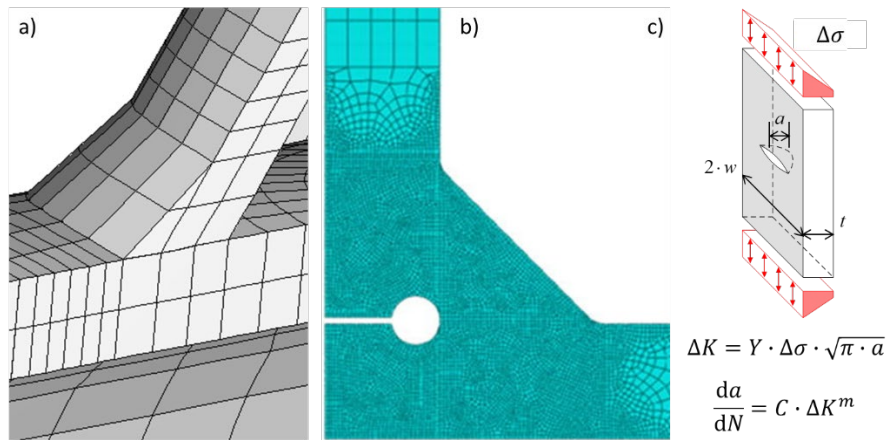 a)
b)
c)
Δσ
a
2 · w
t
ΔK = Y · Δσ · √π · a
da/dN = C · ΔK^m